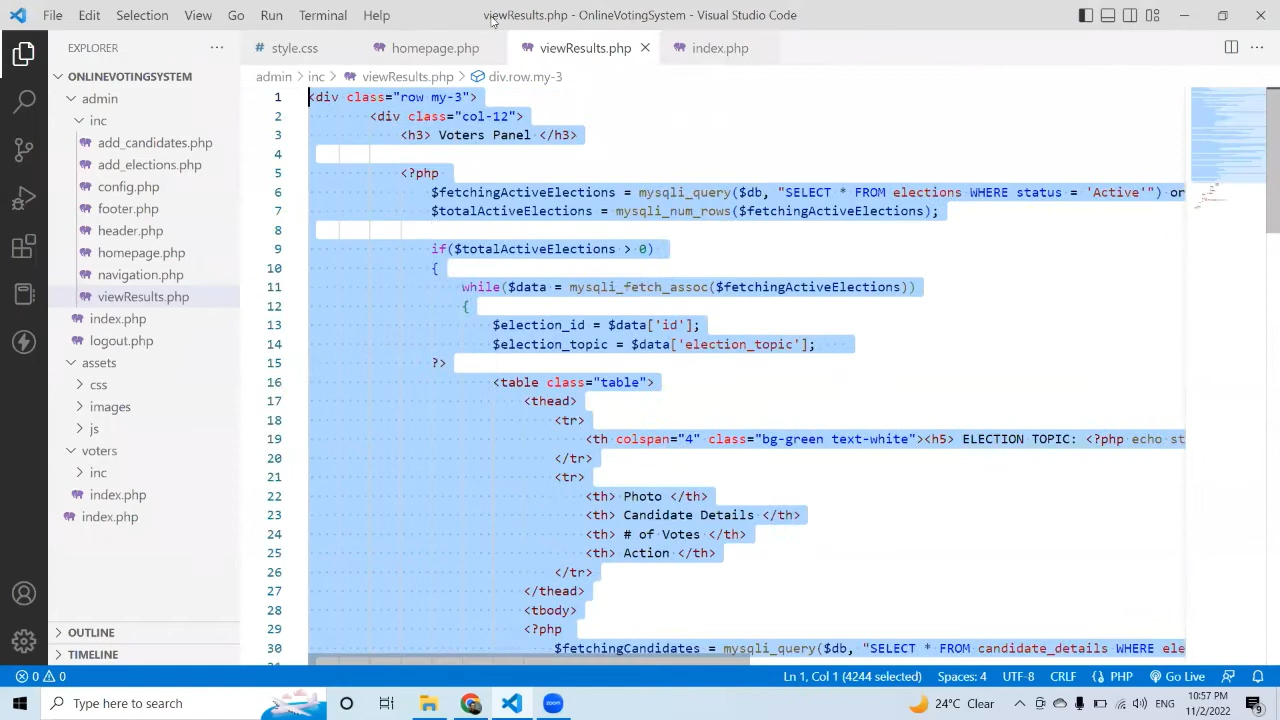 File Edit Selection View Go Run Terminal Help viewResults.php - OnlineVotingSystem - Visual Studio Code
EXPLORER
style.css homepage.php viewResults.php index.php
ONLINEVOTINGSYSTEM
admin > inc > viewResults.php > div.row.my-3
admin
inc
add_candidates.php
add_elections.php
config.php
footer.php
header.php
homepage.php
navigation.php
viewResults.php
index.php
logout.php
assets
css
images
js
voters
inc
index.php
index.php
OUTLINE
TIMELINE
1 <div class="row my-3">
2 <div class="col-12">
3 <h3> Voters Panel </h3>
4
5 <?php
6 $fetchingActiveElections = mysqli_query($db, "SELECT * FROM elections WHERE status = 'Active'") or
7 $totalActiveElections = mysqli_num_rows($fetchingActiveElections);
8
9 if($totalActiveElections > 0)
10 {
11 while($data = mysqli_fetch_assoc($fetchingActiveElections))
12 {
13 $election_id = $data['id'];
14 $election_topic = $data['election_topic'];
15 ?>
16 <table class="table">
17 <thead>
18 <tr>
19 <th colspan="4" class="bg-green text-white"><h5> ELECTION TOPIC: <?php echo st
20 </tr>
21 <tr>
22 <th> Photo </th>
23 <th> Candidate Details </th>
24 <th> # of Votes </th>
25 <th> Action </th>
26 </tr>
27 </thead>
28 <tbody>
29 <?php
30 $fetchingCandidates = mysqli_query($db, "SELECT * FROM candidate_details WHERE ele
0 0 Ln 1, Col 1 (4244 selected) Spaces: 4 UTF-8 CRLF PHP Go Live
Type here to search zoom 24°C Clear ENG 10:57 PM
11/2/2022 9